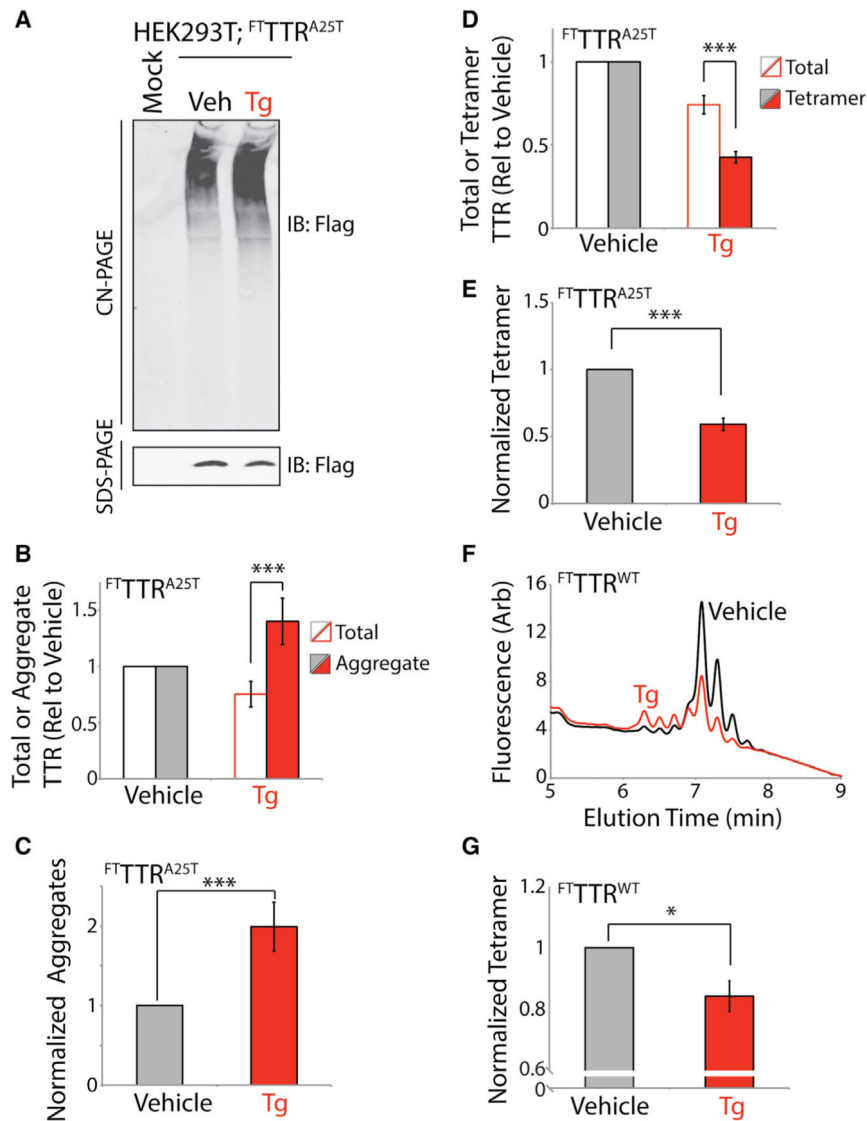 A
HEK293T; FTTTRA25T
Mock
Veh Tg
CN-PAGE
IB: Flag
SDS-PAGE
IB: Flag
B
Total or Aggregate
TTR (Rel to Vehicle)
FTTTRA25T
***
Total
Aggregate
1.5
1
0.5
0
Vehicle Tg
C
Normalized Aggregates
FTTTRA25T
***
2
1
0
Vehicle Tg
D
Total or Tetramer
TTR (Rel to Vehicle)
FTTTRA25T
***
Total
Tetramer
1
0.5
0
Vehicle Tg
E
Normalized Tetramer
FTTTRA25T
***
1.5
1
0.5
0
Vehicle Tg
F
FTTTRWT
Fluorescence (Arb)
16
12
8
4
0
Vehicle
Tg
5 6 7 8 9
Elution Time (min)
G
Normalized Tetramer
FTTTRWT
*
1.2
1
0.8
0.6
0
Vehicle Tg